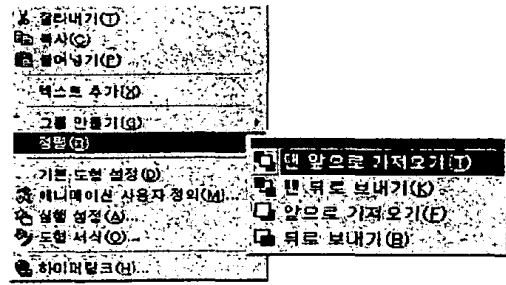 잘라내기(T)
복사(C)
붙여넣기(P)
텍스트 추가(X)
그룹 만들기(G)
정렬(R)
맨 앞으로 가져오기(T)
맨 뒤로 보내기(K)
앞으로 가져오기(F)
뒤로 보내기(B)
기본 도형 설정(D)
애니메이션 사용자 정의(M)...
실행 설정(A)...
도형 서식(O)...
하이퍼링크(H)...